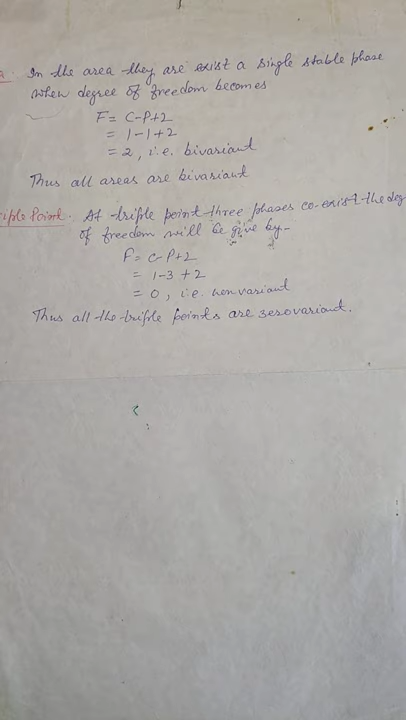 a. In the area they are exist a single stable phase
when degree of freedom becomes
F = C-P+2
= 1-1+2
= 2, i.e. bivariant
Thus all areas are bivariant
iple Point. At triple point three phases co-exist the deg
of freedom will be give by-
F = C-P+2
= 1-3+2
= 0, i.e. nonvariant
Thus all the triple points are zerovariant.